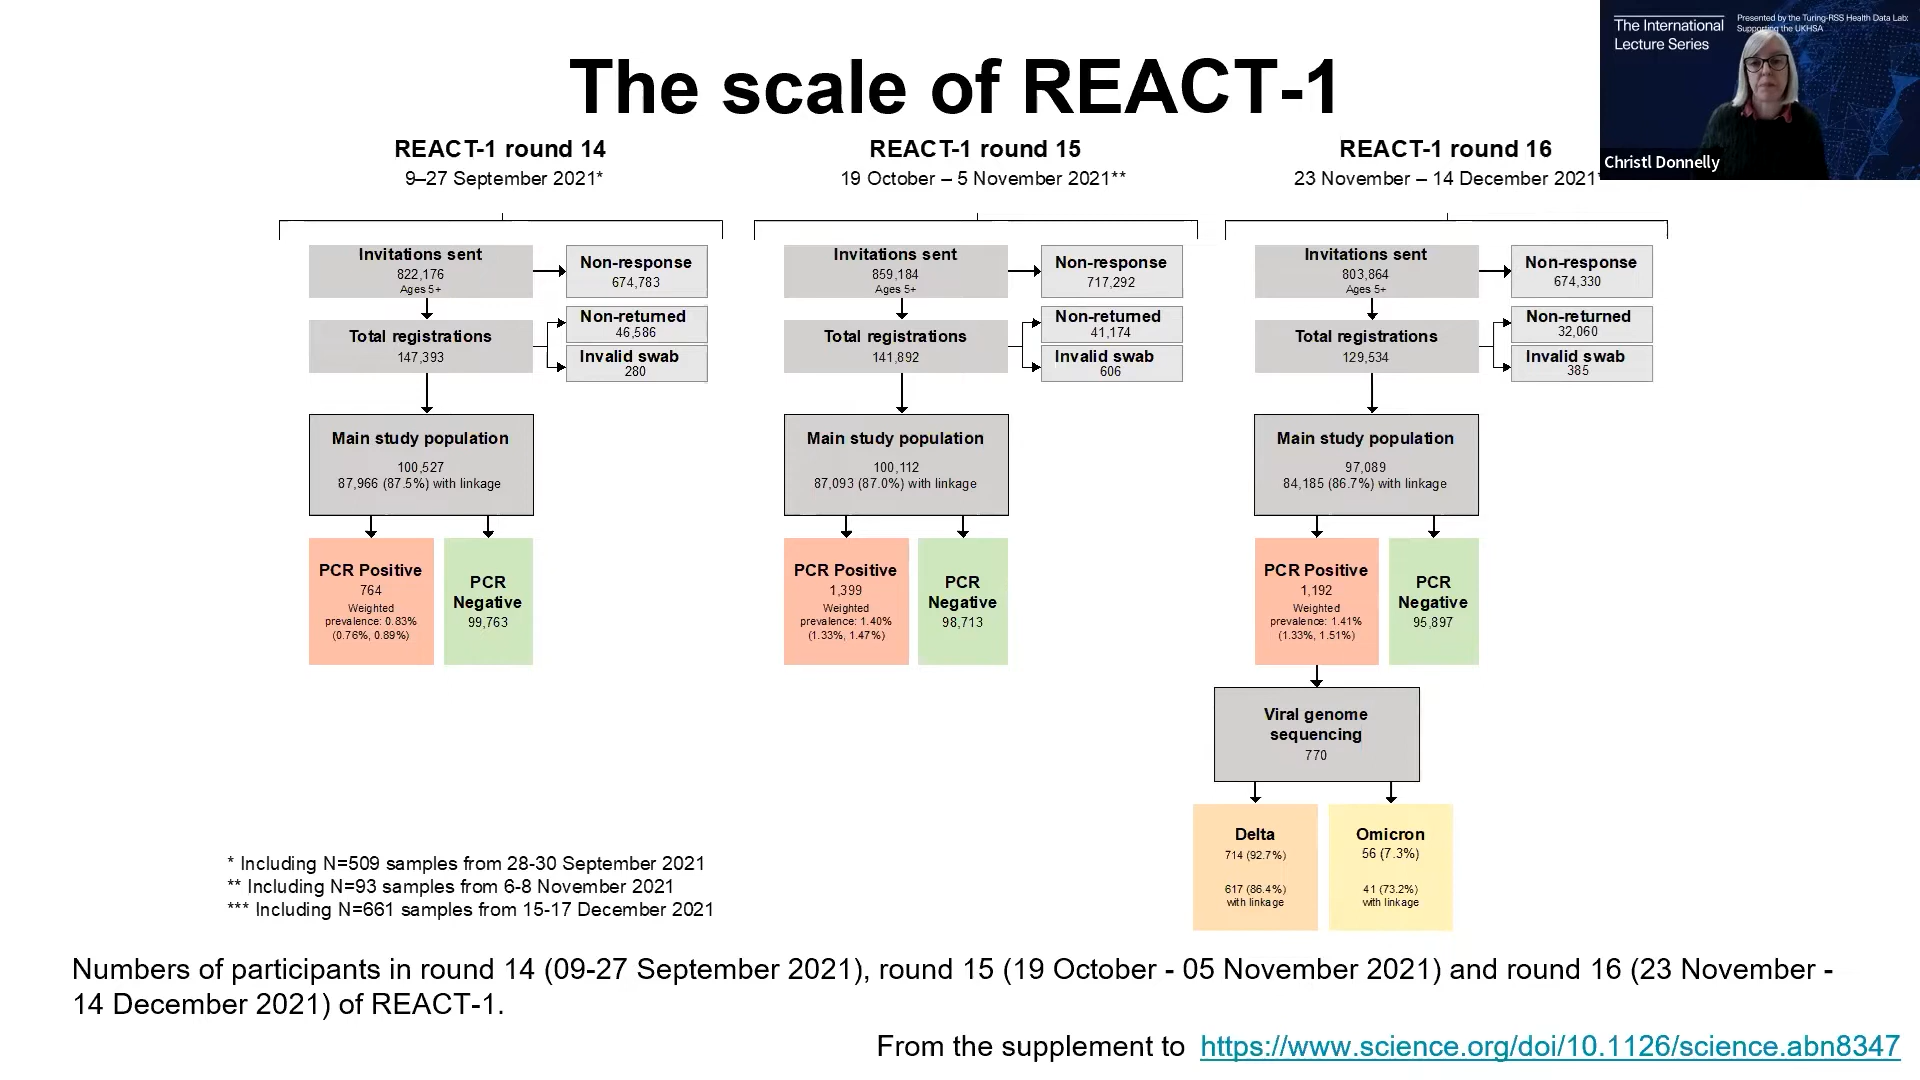 The International
Lecture Series
Presented by the Turing-RSS Health Data Lab:
Supporting the UKHSA
Christl Donnelly
The scale of REACT-1
REACT-1 round 14
9–27 September 2021*
Invitations sent
822,176
Ages 5+
Non-response
674,783
Total registrations
147,393
Non-returned
46,586
Invalid swab
280
Main study population
100,527
87,966 (87.5%) with linkage
PCR Positive
764
Weighted
prevalence: 0.83%
(0.76%, 0.89%)
PCR
Negative
99,763
REACT-1 round 15
19 October – 5 November 2021**
Invitations sent
859,184
Ages 5+
Non-response
717,292
Total registrations
141,892
Non-returned
41,174
Invalid swab
606
Main study population
100,112
87,093 (87.0%) with linkage
PCR Positive
1,399
Weighted
prevalence: 1.40%
(1.33%, 1.47%)
PCR
Negative
98,713
REACT-1 round 16
23 November – 14 December 2021*
Invitations sent
803,864
Ages 5+
Non-response
674,330
Total registrations
129,534
Non-returned
32,060
Invalid swab
385
Main study population
97,089
84,185 (86.7%) with linkage
PCR Positive
1,192
Weighted
prevalence: 1.41%
(1.33%, 1.51%)
PCR
Negative
95,897
Viral genome
sequencing
770
Delta
714 (92.7%)
617 (86.4%)
with linkage
Omicron
56 (7.3%)
41 (73.2%)
with linkage
* Including N=509 samples from 28-30 September 2021
** Including N=93 samples from 6-8 November 2021
*** Including N=661 samples from 15-17 December 2021
Numbers of participants in round 14 (09-27 September 2021), round 15 (19 October - 05 November 2021) and round 16 (23 November -
14 December 2021) of REACT-1.
From the supplement to https://www.science.org/doi/10.1126/science.abn8347